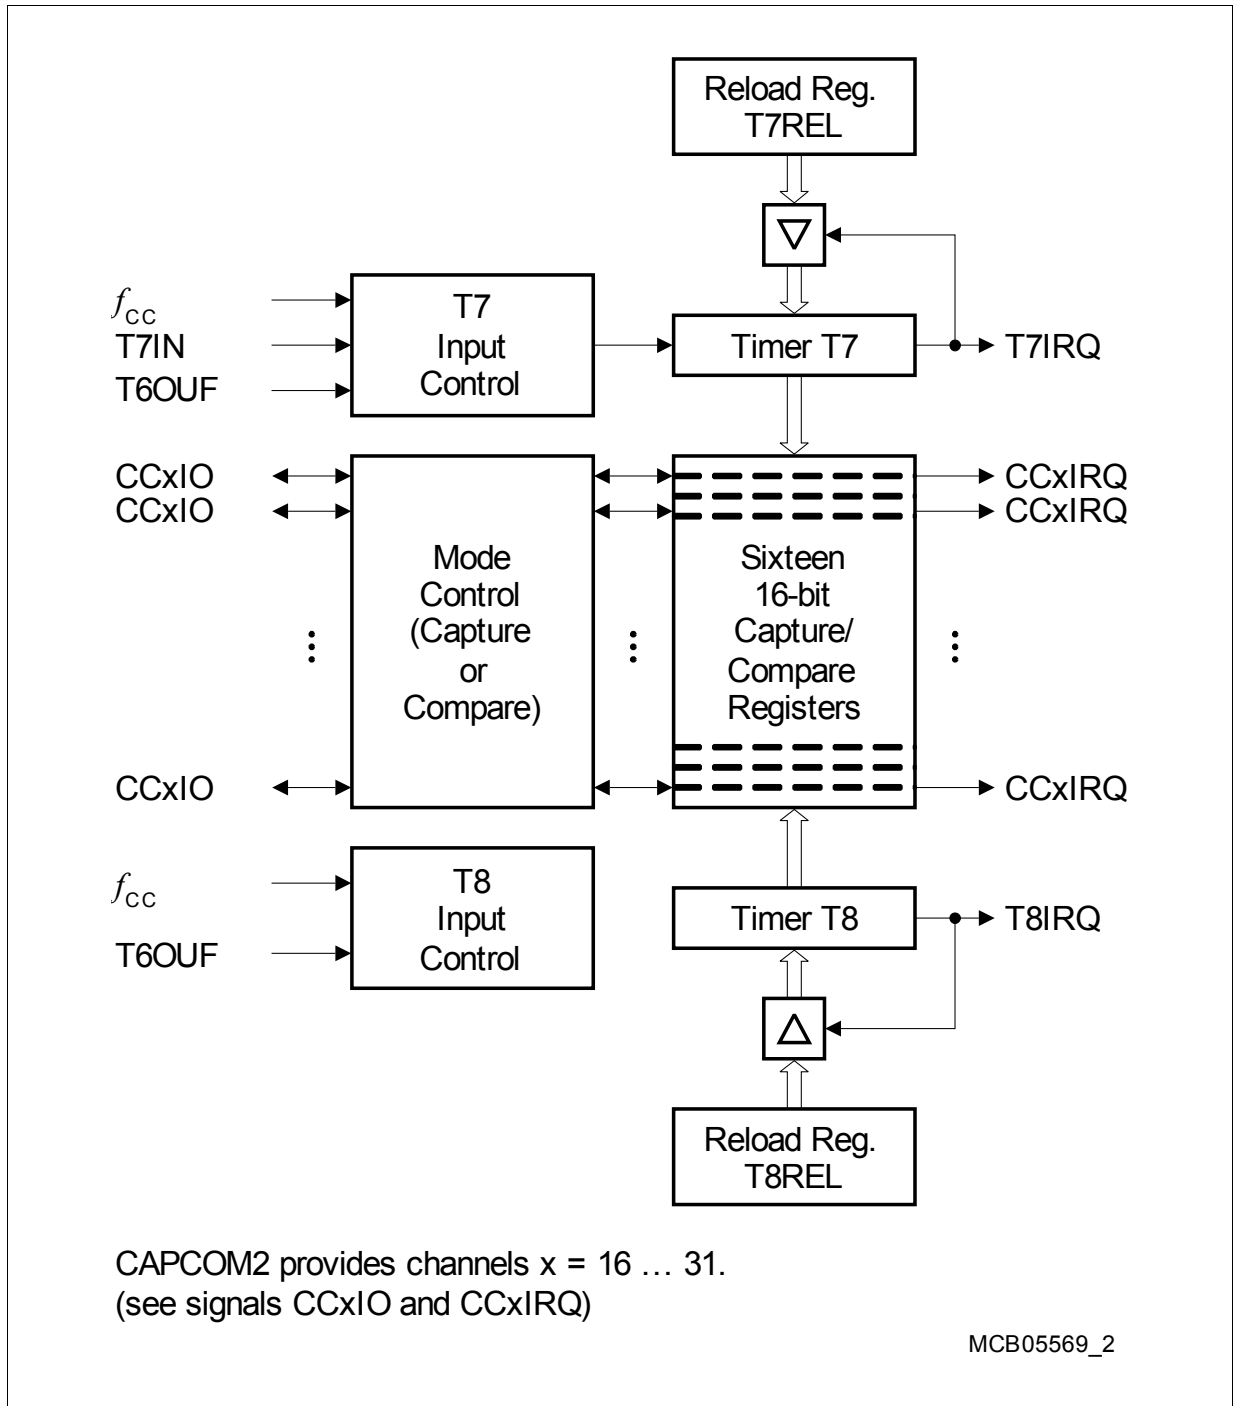 Reload Reg.
T7REL
fCC
T7IN
T6OUF
T7
Input
Control
Timer T7
T7IRQ
CCxIO
CCxIO
CCxIO
Mode
Control
(Capture
or
Compare)
Sixteen
16-bit
Capture/
Compare
Registers
CCxIRQ
CCxIRQ
CCxIRQ
fCC
T6OUF
T8
Input
Control
Timer T8
T8IRQ
Reload Reg.
T8REL
CAPCOM2 provides channels x = 16 … 31.
(see signals CCxIO and CCxIRQ)
MCB05569_2